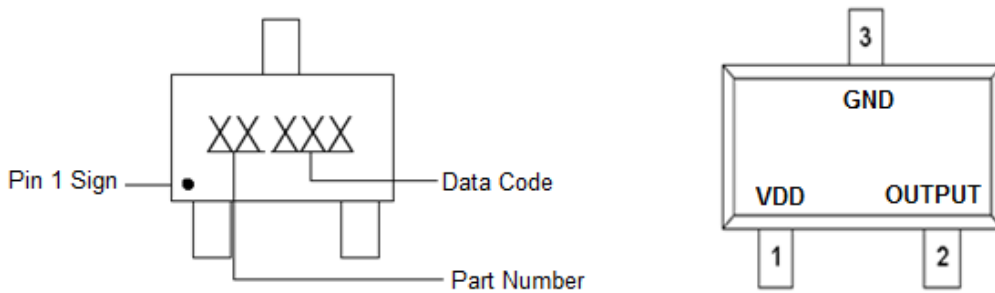 XX XXX
Pin 1 Sign
Data Code
Part Number
3
GND
VDD OUTPUT
1 2